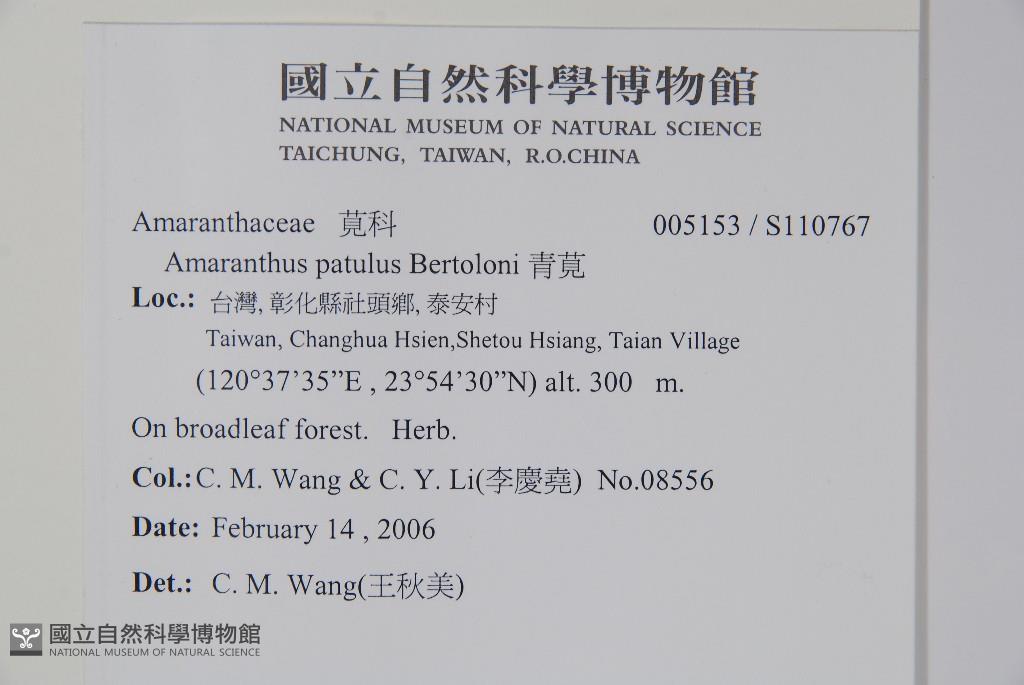 國立自然科學博物館
NATIONAL MUSEUM OF NATURAL SCIENCE
TAICHUNG, TAIWAN, R.O.CHINA
Amaranthaceae 莧科 005153 / S110767
Amaranthus patulus Bertoloni 青莧
Loc.: 台灣, 彰化縣社頭鄉, 泰安村
Taiwan, Changhua Hsien,Shetou Hsiang, Taian Village
(120°37’35”E , 23°54’30”N) alt. 300 m.
On broadleaf forest. Herb.
Col.: C. M. Wang & C. Y. Li(李慶堯) No.08556
Date: February 14 , 2006
Det.: C. M. Wang(王秋美)
國立自然科學博物館
NATIONAL MUSEUM OF NATURAL SCIENCE